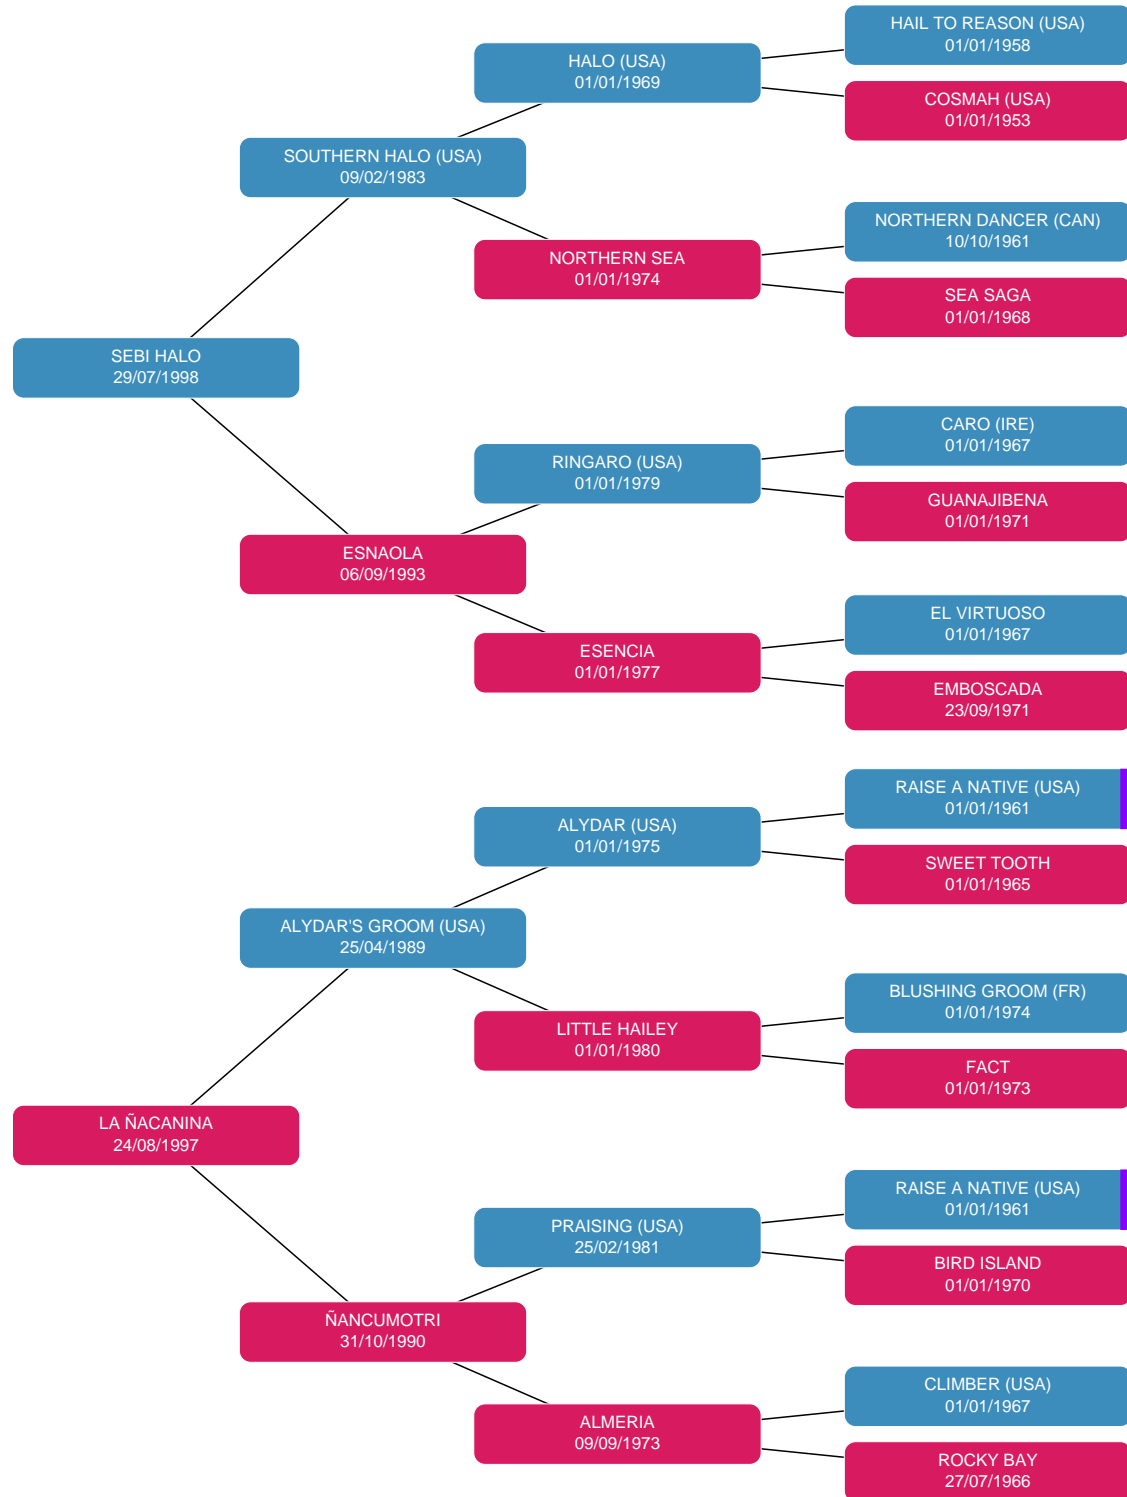 HAIL TO REASON (USA)
01/01/1958
HALO (USA)
01/01/1969
COSMAH (USA)
01/01/1953
SOUTHERN HALO (USA)
09/02/1983
NORTHERN DANCER (CAN)
10/10/1961
NORTHERN SEA
01/01/1974
SEA SAGA
01/01/1968
SEBI HALO
29/07/1998
CARO (IRE)
01/01/1967
RINGARO (USA)
01/01/1979
GUANAJIBENA
01/01/1971
ESNAOLA
06/09/1993
EL VIRTUOSO
01/01/1967
ESENCIA
01/01/1977
EMBOSCADA
23/09/1971
RAISE A NATIVE (USA)
01/01/1961
ALYDAR (USA)
01/01/1975
SWEET TOOTH
01/01/1965
ALYDAR'S GROOM (USA)
25/04/1989
BLUSHING GROOM (FR)
01/01/1974
LITTLE HAILEY
01/01/1980
FACT
01/01/1973
LA ÑACANINA
24/08/1997
RAISE A NATIVE (USA)
01/01/1961
PRAISING (USA)
25/02/1981
BIRD ISLAND
01/01/1970
ÑANCUMOTRI
31/10/1990
CLIMBER (USA)
01/01/1967
ALMERIA
09/09/1973
ROCKY BAY
27/07/1966